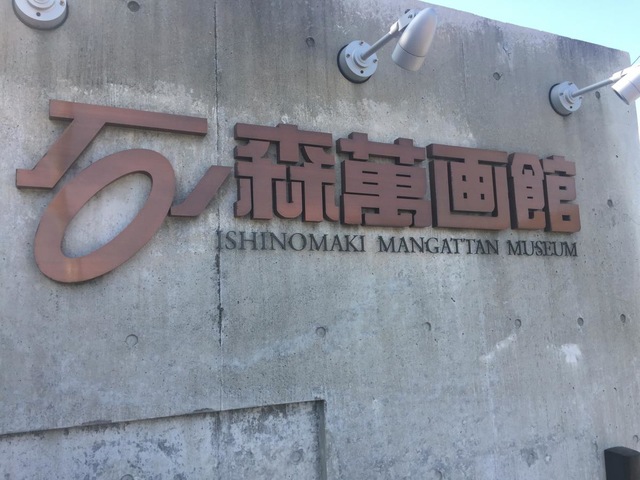 石ノ森萬画館
ISHINOMAKI MANGATTAN MUSEUM